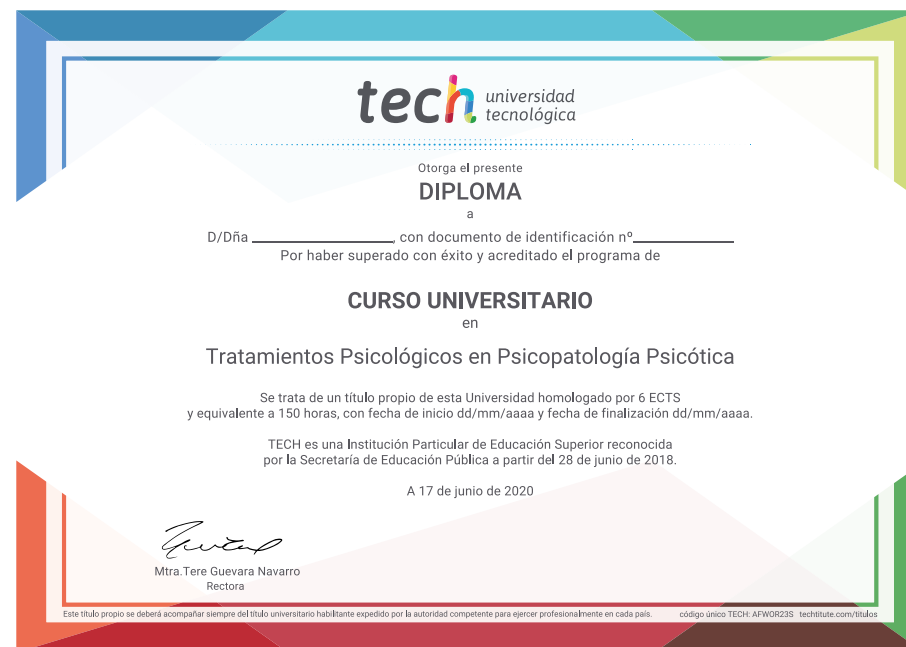 tech universidad
tecnológica
Otorga el presente
DIPLOMA
a
D/Dña ____________________, con documento de identificación nº______________
Por haber superado con éxito y acreditado el programa de
CURSO UNIVERSITARIO
en
Tratamientos Psicológicos en Psicopatología Psicótica
Se trata de un título propio de esta Universidad homologado por 6 ECTS
y equivalente a 150 horas, con fecha de inicio dd/mm/aaaa y fecha de finalización dd/mm/aaaa.
TECH es una Institución Particular de Educación Superior reconocida
por la Secretaría de Educación Pública a partir del 28 de junio de 2018.
A 17 de junio de 2020
Mtra.Tere Guevara Navarro
Rectora
Este título propio se deberá acompañar siempre del título universitario habilitante expedido por la autoridad competente para ejercer profesionalmente en cada país. código único TECH: AFWOR23S techtitute.com/titulos